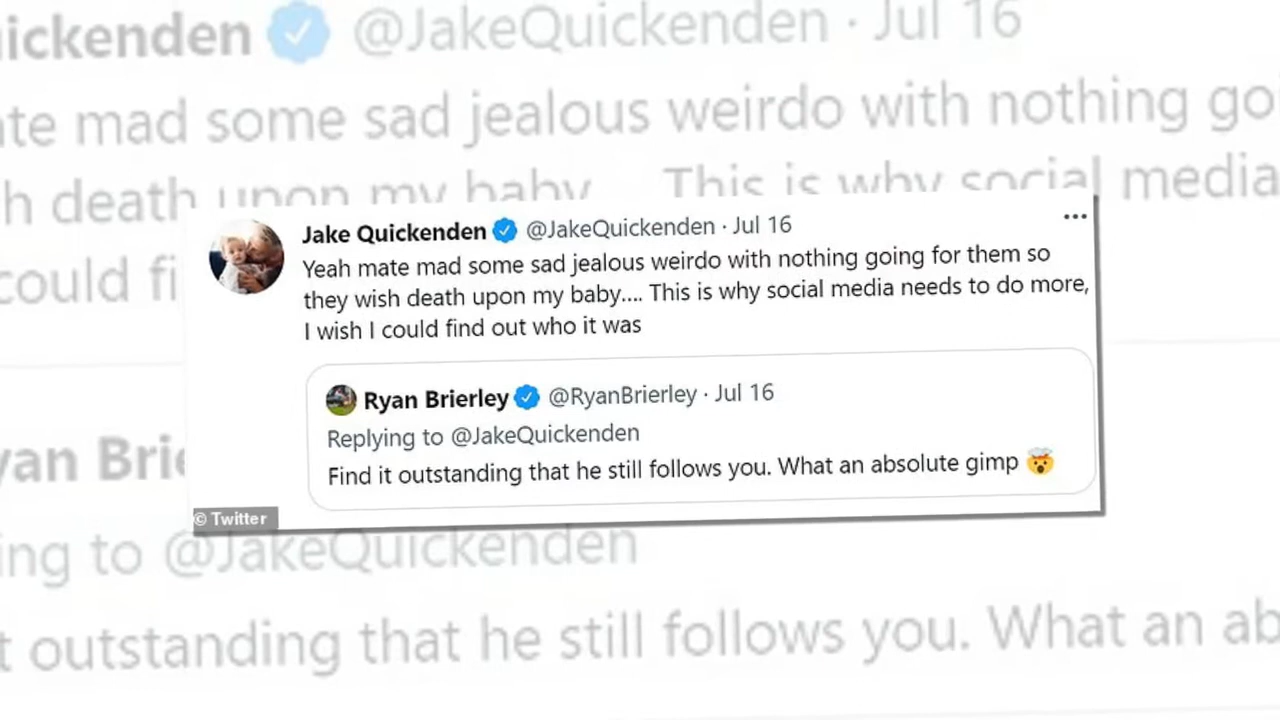 ickenden @JakeQuickenden · Jul 16
te mad some sad jealous weirdo with nothing goi
h death upon my baby.... This is why social media
could fi
Jake Quickenden @JakeQuickenden · Jul 16
Yeah mate mad some sad jealous weirdo with nothing going for them so
they wish death upon my baby.... This is why social media needs to do more,
I wish I could find out who it was
Ryan Brierley @RyanBrierley · Jul 16
Replying to @JakeQuickenden
Find it outstanding that he still follows you. What an absolute gimp 🤯
© Twitter
yan Brie
ing to @JakeQuickenden
t outstanding that he still follows you. What an ab